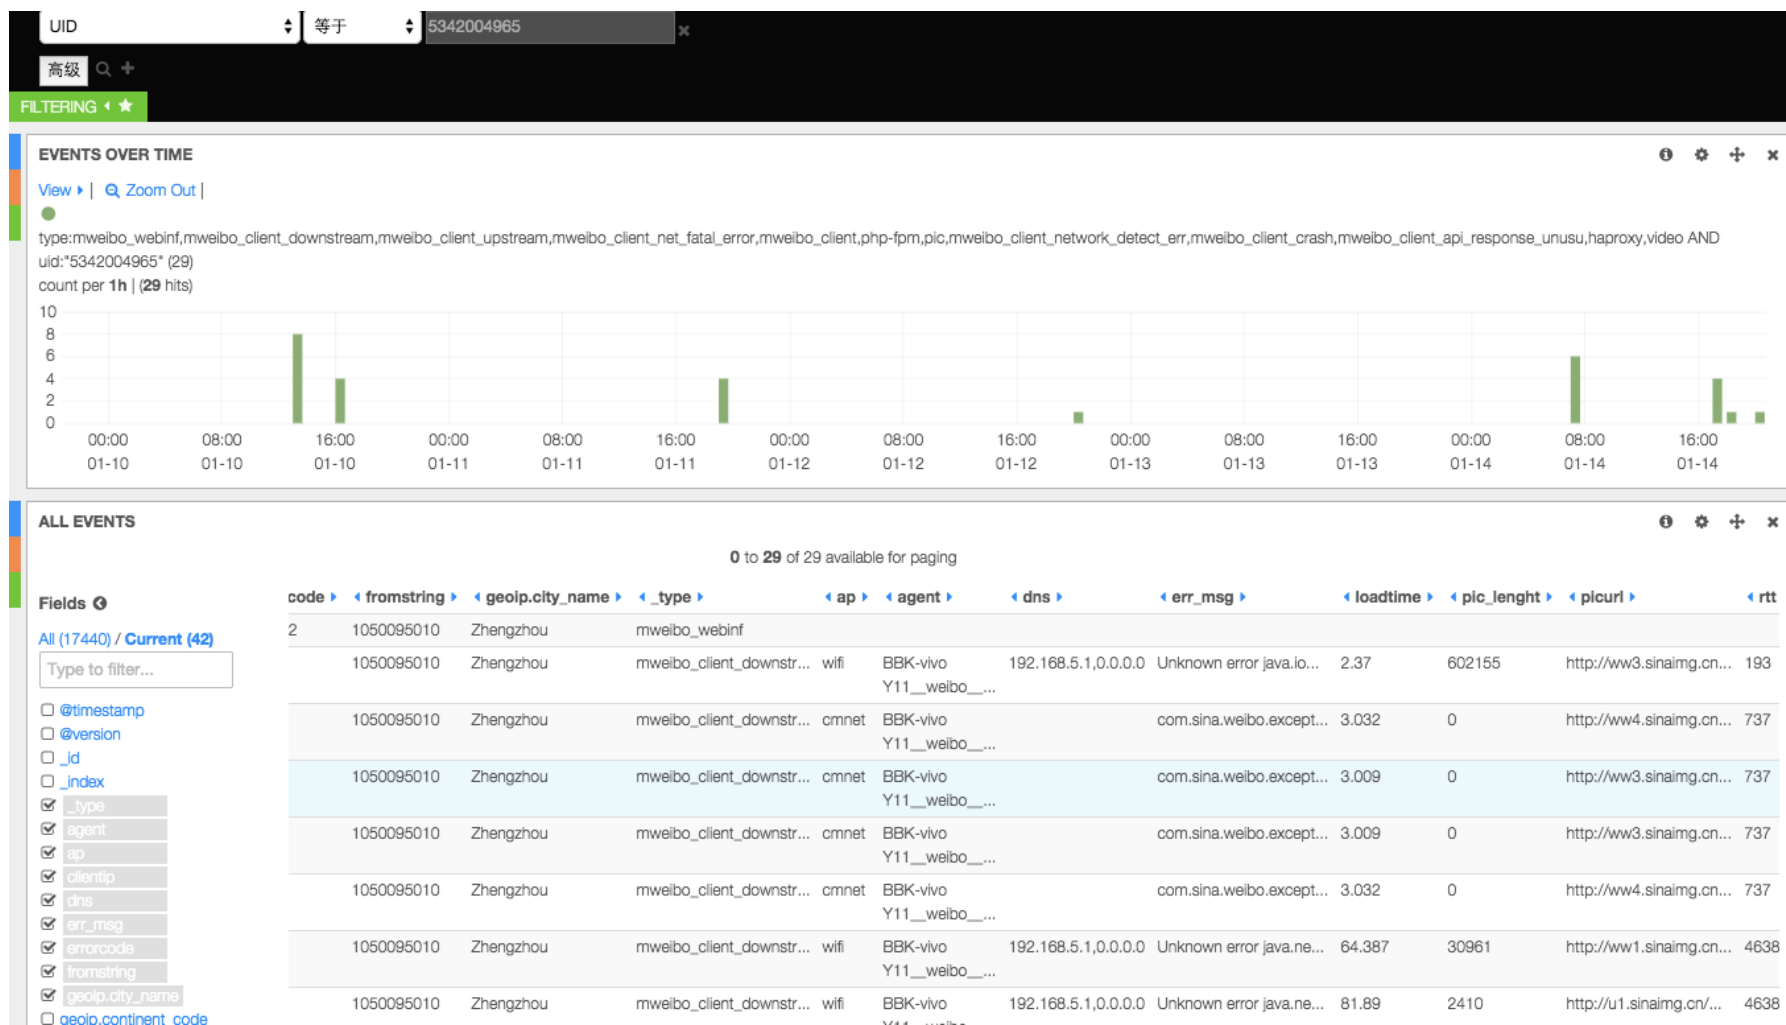 UID 等于 5342004965
高级
FILTERING
EVENTS OVER TIME
View | Zoom Out |
type:mweibo_webinf,mweibo_client_downstream,mweibo_client_upstream,mweibo_client_net_fatal_error,mweibo_client,php-fpm,pic,mweibo_client_network_detect_err,mweibo_client_crash,mweibo_client_api_response_unusu,haproxy,video AND
uid:"5342004965" (29)
count per 1h | (29 hits)
10
8
6
4
2
0
00:00 08:00 16:00 00:00 08:00 16:00 00:00 08:00 16:00 00:00 08:00 16:00 00:00 08:00 16:00
01-10 01-10 01-10 01-11 01-11 01-11 01-12 01-12 01-12 01-13 01-13 01-13 01-14 01-14 01-14
ALL EVENTS
0 to 29 of 29 available for paging
Fields
All (17440) / Current (42)
Type to filter...
@timestamp
@version
_id
_index
_type
agent
ap
clientip
dns
err_msg
errorcode
fromstring
geoip.city_name
geoip.continent_code
code fromstring geoip.city_name _type ap agent dns err_msg loadtime pic_lenght picurl rtt
2 1050095010 Zhengzhou mweibo_webinf
1050095010 Zhengzhou mweibo_client_downstr... wifi BBK-vivo 192.168.5.1,0.0.0.0 Unknown error java.io... 2.37 602155 http://ww3.sinaimg.cn... 193
Y11__weibo__...
1050095010 Zhengzhou mweibo_client_downstr... cmnet BBK-vivo com.sina.weibo.except... 3.032 0 http://ww4.sinaimg.cn... 737
Y11__weibo__...
1050095010 Zhengzhou mweibo_client_downstr... cmnet BBK-vivo com.sina.weibo.except... 3.009 0 http://ww3.sinaimg.cn... 737
Y11__weibo__...
1050095010 Zhengzhou mweibo_client_downstr... cmnet BBK-vivo com.sina.weibo.except... 3.009 0 http://ww3.sinaimg.cn... 737
Y11__weibo__...
1050095010 Zhengzhou mweibo_client_downstr... cmnet BBK-vivo com.sina.weibo.except... 3.032 0 http://ww4.sinaimg.cn... 737
Y11__weibo__...
1050095010 Zhengzhou mweibo_client_downstr... wifi BBK-vivo 192.168.5.1,0.0.0.0 Unknown error java.ne... 64.387 30961 http://ww1.sinaimg.cn... 4638
Y11__weibo__...
1050095010 Zhengzhou mweibo_client_downstr... wifi BBK-vivo 192.168.5.1,0.0.0.0 Unknown error java.ne... 81.89 2410 http://u1.sinaimg.cn/... 4638